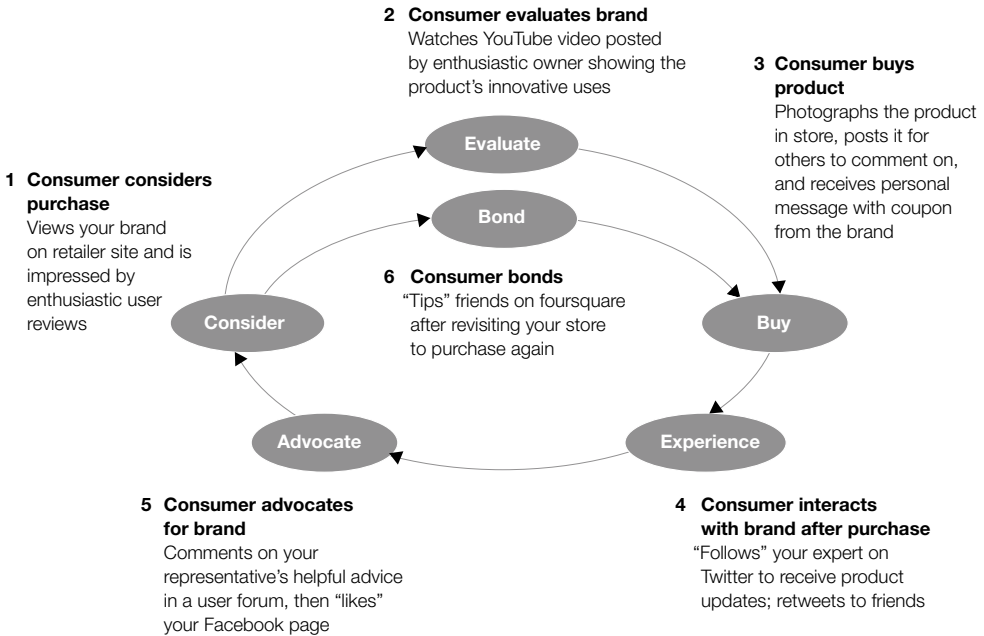 2 Consumer evaluates brand
Watches YouTube video posted
by enthusiastic owner showing the
product's innovative uses
3 Consumer buys
product
Photographs the product
in store, posts it for
others to comment on,
and receives personal
message with coupon
from the brand
Evaluate
1 Consumer considers
purchase
Views your brand
on retailer site and is
impressed by
enthusiastic user
reviews
Bond
6 Consumer bonds
“Tips” friends on foursquare
after revisiting your store
to purchase again
Consider
Buy
Advocate
Experience
5 Consumer advocates
for brand
Comments on your
representative's helpful advice
in a user forum, then “likes”
your Facebook page
4 Consumer interacts
with brand after purchase
“Follows” your expert on
Twitter to receive product
updates; retweets to friends